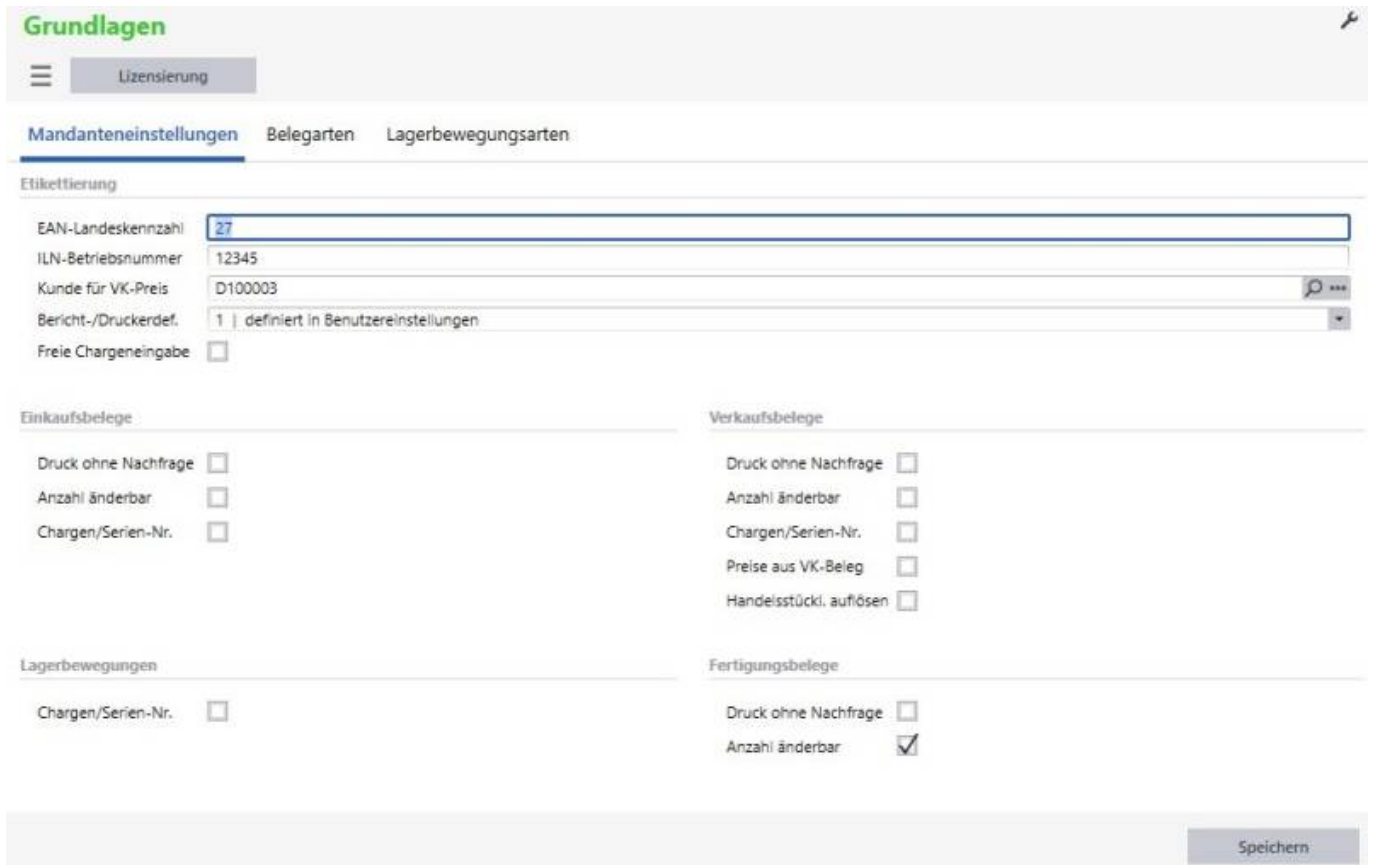 Grundlagen
Lizensierung
Mandanteneinstellungen Belegarten Lagerbewegungsarten
Etikettierung
EAN-Landeskennzahl 27
ILN-Betriebsnummer 12345
Kunde für VK-Preis D100003
Bericht-/Druckerdef. 1 | definiert in Benutzereinstellungen
Freie Chargeneingabe
Einkaufsbelege
Druck ohne Nachfrage
Anzahl änderbar
Chargen/Serien-Nr.
Verkaufsbelege
Druck ohne Nachfrage
Anzahl änderbar
Chargen/Serien-Nr.
Preise aus VK-Beleg
Handelsstückl. auflösen
Lagerbewegungen
Chargen/Serien-Nr.
Fertigungsbelege
Druck ohne Nachfrage
Anzahl änderbar
Speichern